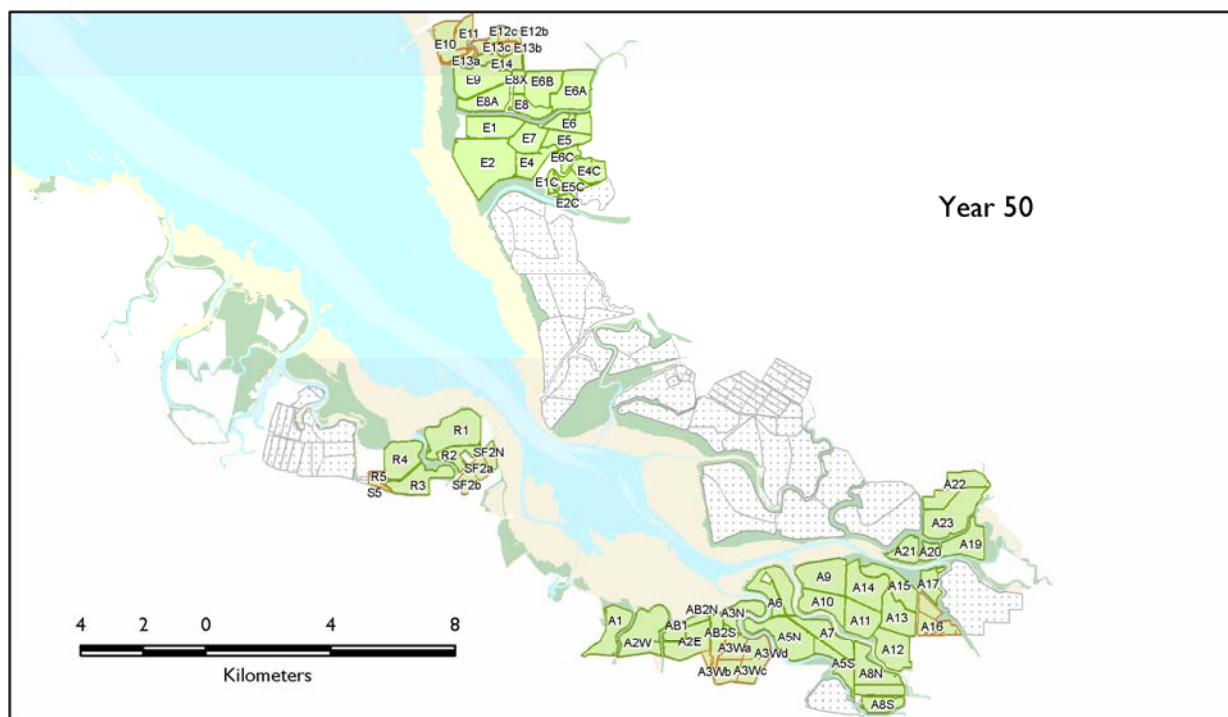 E11
E12c
E12b
E10
E13c
E13b
E13a
E14
E9
E8X
E6B
E6A
E8A
E8
E1
E6
E7
E5
E2
E4
E6C
E4C
E1C
E5C
E2C
Year 50
R1
R4
R2
SF2N
SF2a
R5
R3
SF2b
S5
A22
A23
A19
A21
A20
A9
A14
A15
A17
A6
A10
A11
A13
A16
A1
AB2N
A3N
AB1
AB2S
A2W
A2E
A3Wa
A5N
A7
A3Wd
A12
A3Wb
A3Wc
A5S
A8N
A8S
4 2 0 4 8
Kilometers